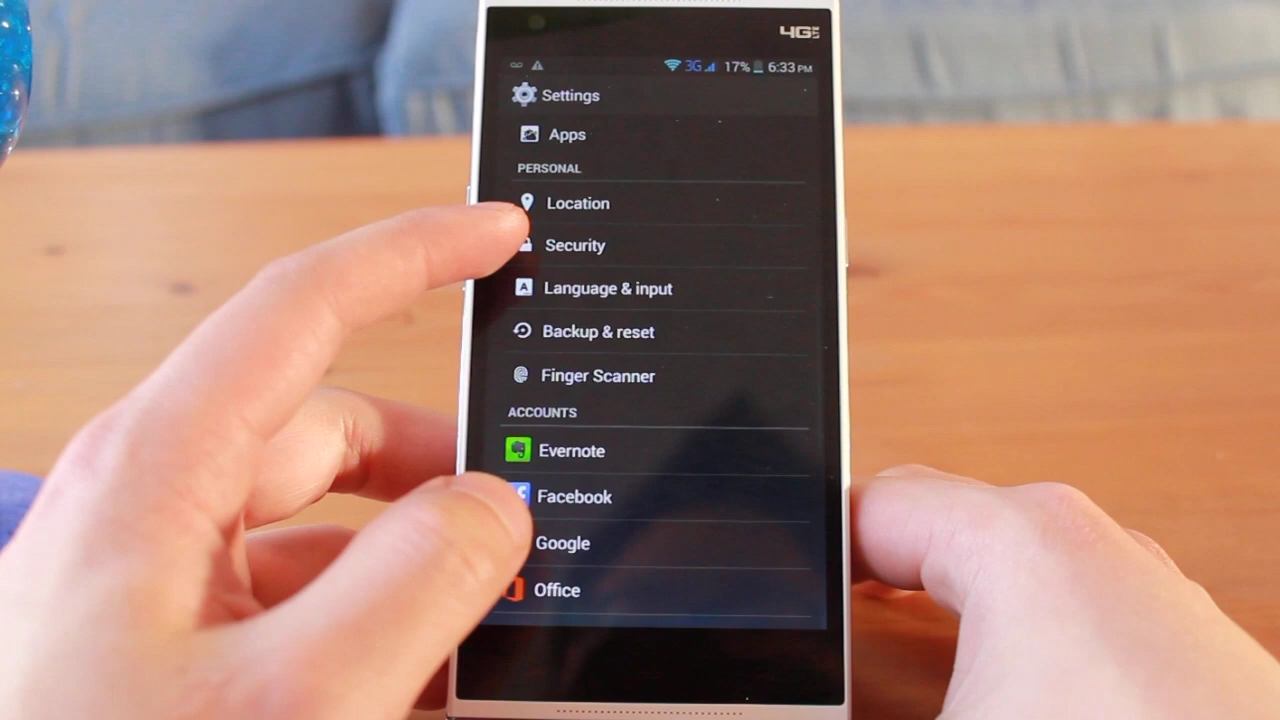 4G LTE
3G 17% 6:33 PM
Settings
Apps
PERSONAL
Location
Security
A Language & input
Backup & reset
Finger Scanner
ACCOUNTS
Evernote
Facebook
Google
Office